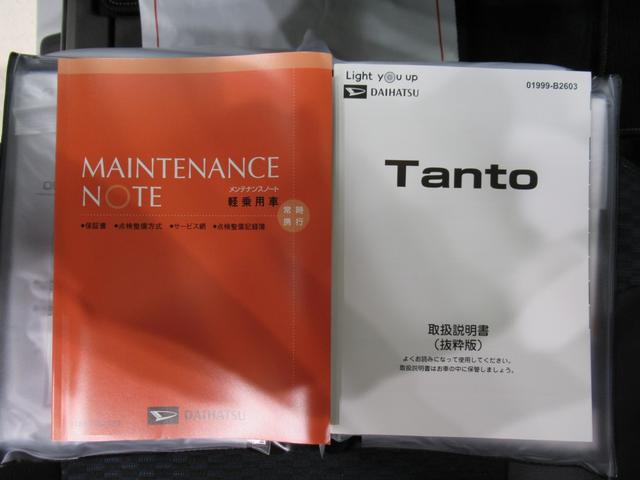 MAINTENANCE
NOTE
メンテナンスノート
軽乗用車
常時
携行
●保証書 ●点検整備方式 ●サービス網 ●点検整備記録簿
DAIHATSU
Light you up
DAIHATSU
01999-B2603
Tanto
取扱説明書
(抜粋版)
よくお読みになって使用してください。
取扱説明書はお車の中に保管しましょう。